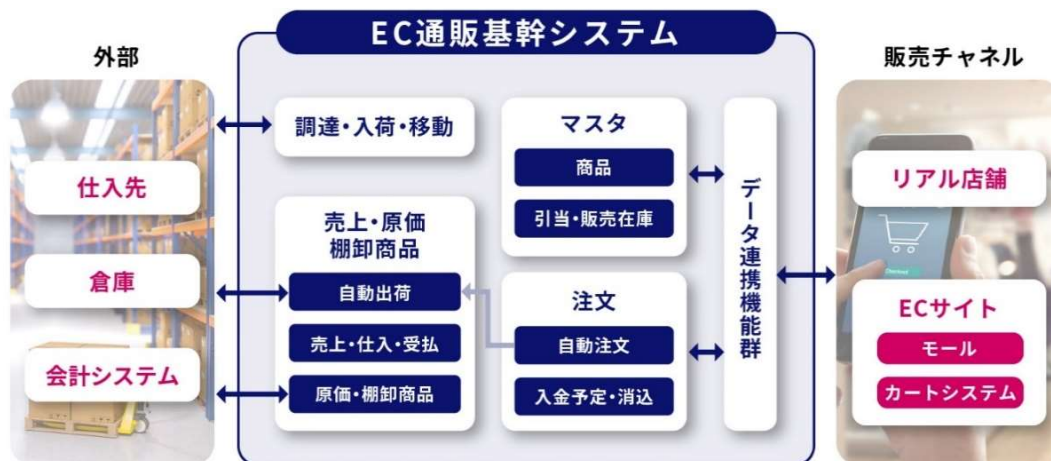 EC通販基幹システム
外部
仕入先
倉庫
会計システム
調達・入荷・移動
売上・原価
棚卸商品
自動出荷
売上・仕入・受払
原価・棚卸商品
マスタ
商品
引当・販売在庫
注文
自動注文
入金予定・消込
データ連携機能群
販売チャネル
リアル店舗
Checkout
ECサイト
モール
カートシステム